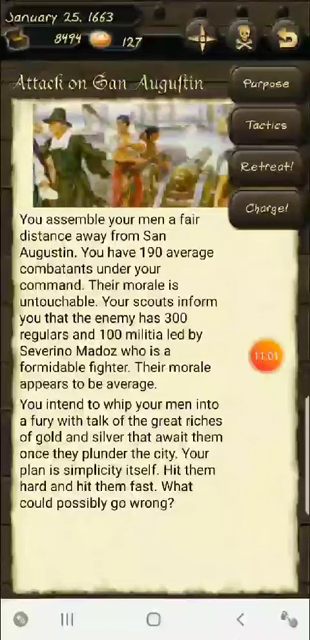 January 25, 1663
8494 127
Attack on San Auguſtin
Purpose
Tactics
Retreat!
Charge!
You assemble your men a fair
distance away from San
Augustin. You have 190 average
combatants under your
command. Their morale is
untouchable. Your scouts inform
you that the enemy has 300
regulars and 100 militia led by
Severino Madoz who is a
formidable fighter. Their morale
appears to be average.
11:01
You intend to whip your men into
a fury with talk of the great riches
of gold and silver that await them
once they plunder the city. Your
plan is simplicity itself. Hit them
hard and hit them fast. What
could possibly go wrong?